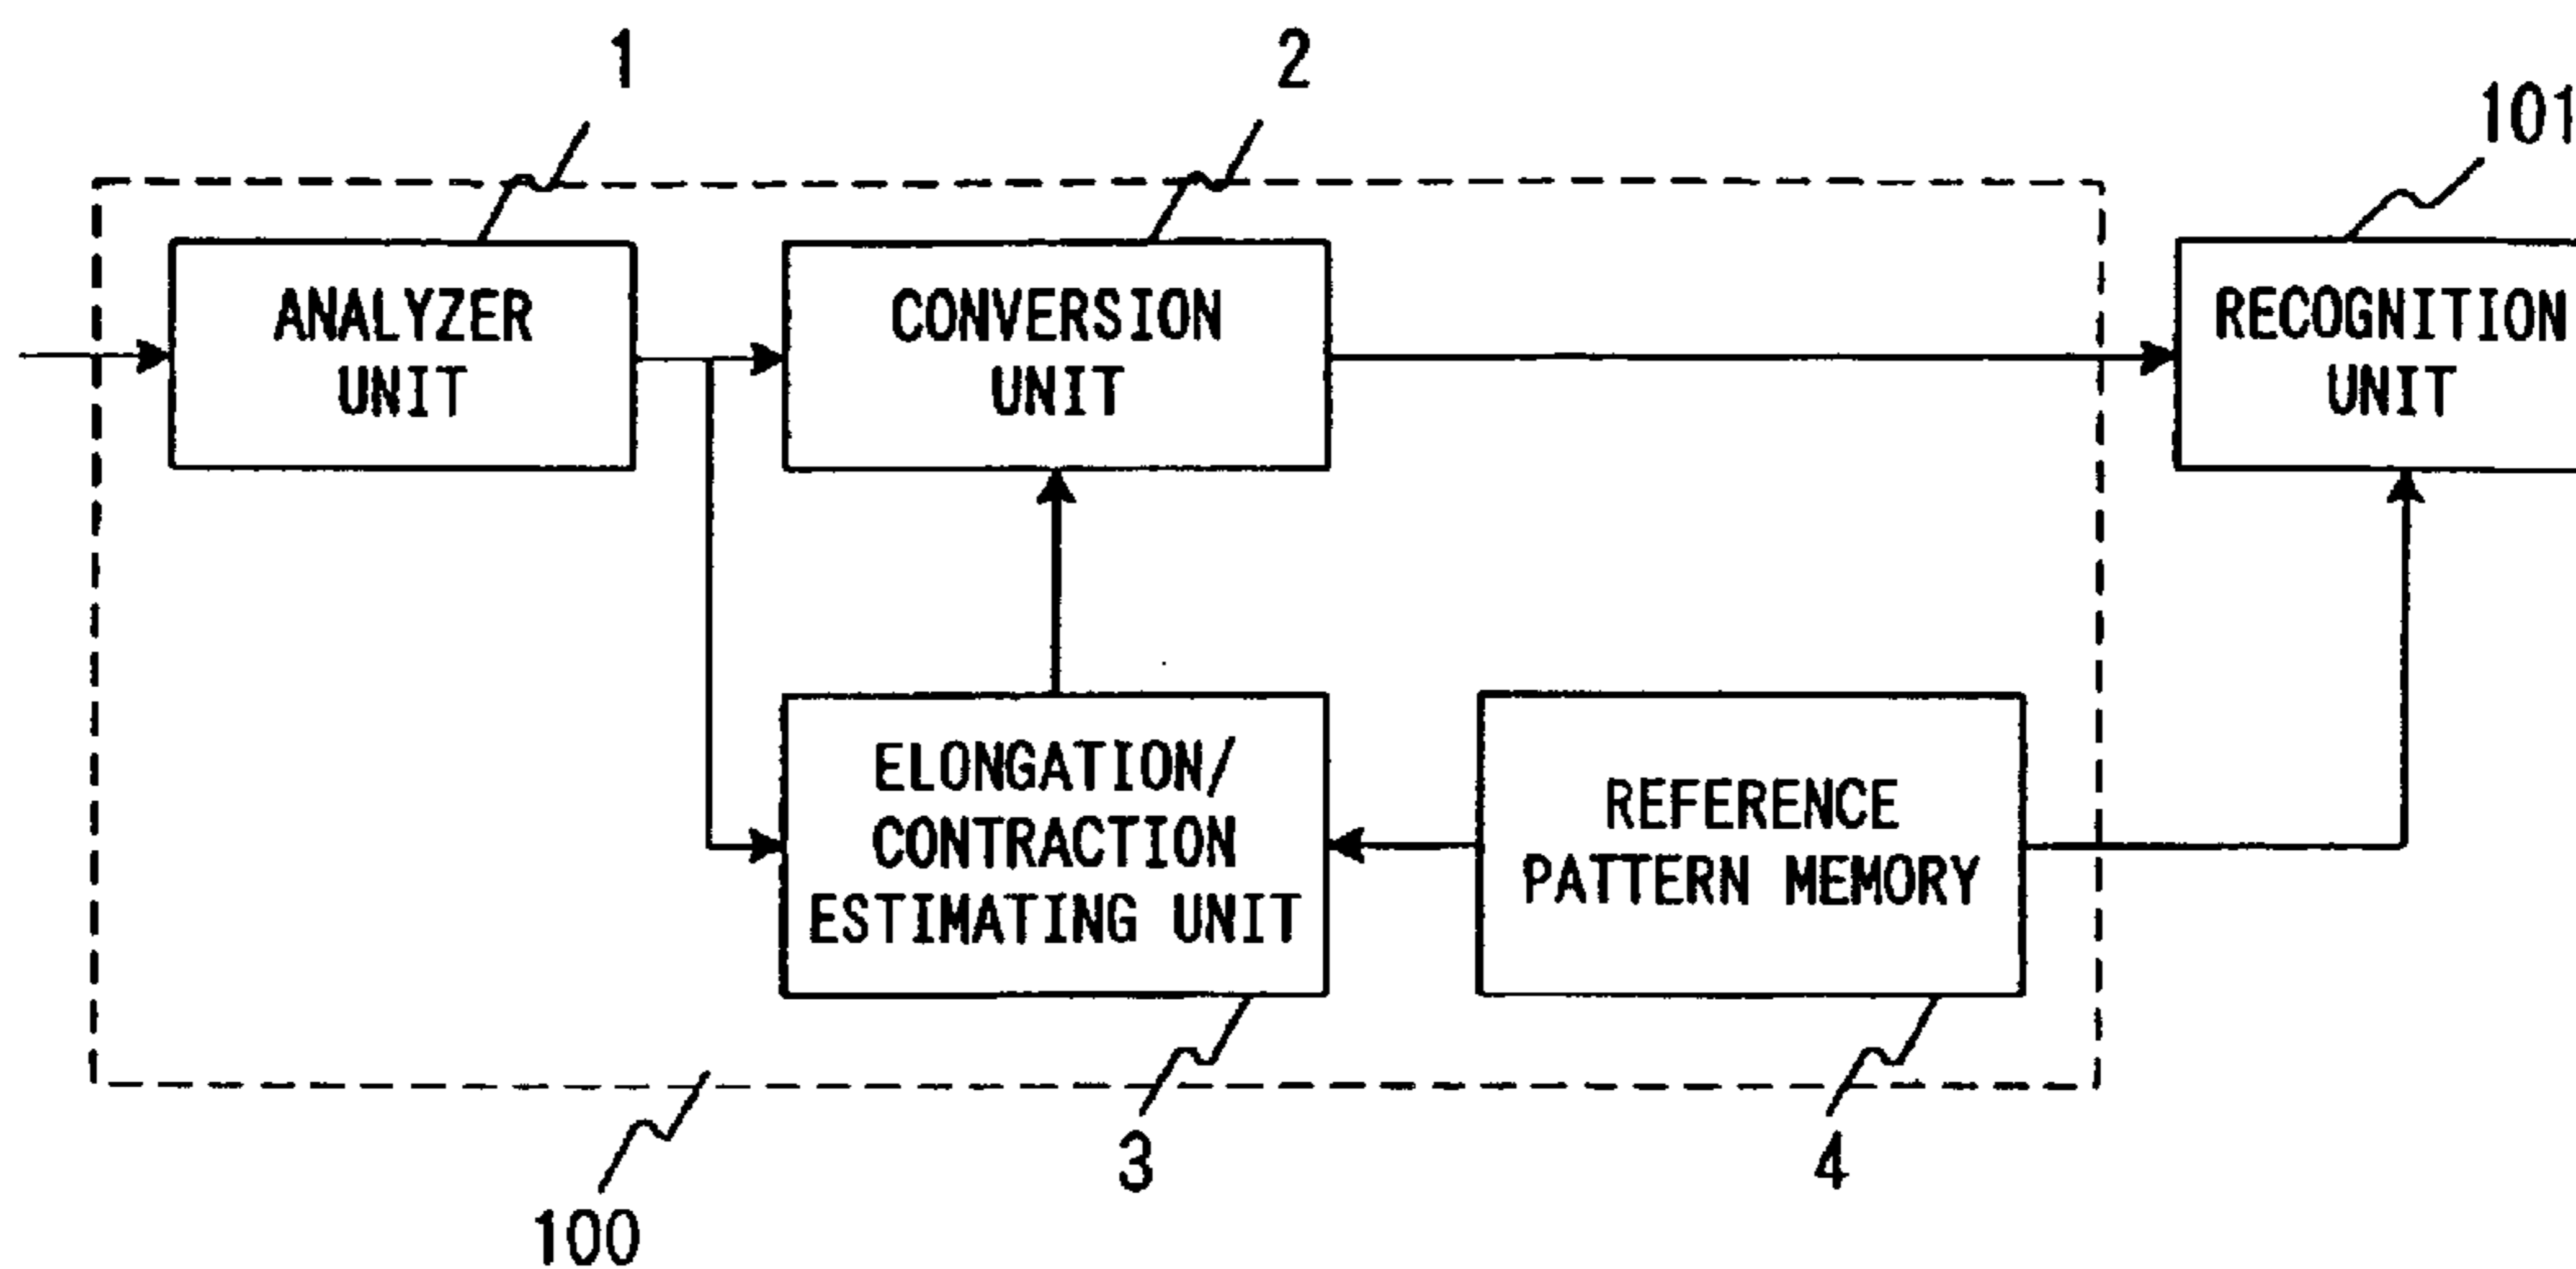 1
2
101
ANALYZER
UNIT
CONVERSION
UNIT
RECOGNITION
UNIT
ELONGATION/
CONTRACTION
ESTIMATING UNIT
REFERENCE
PATTERN MEMORY
3
4
100